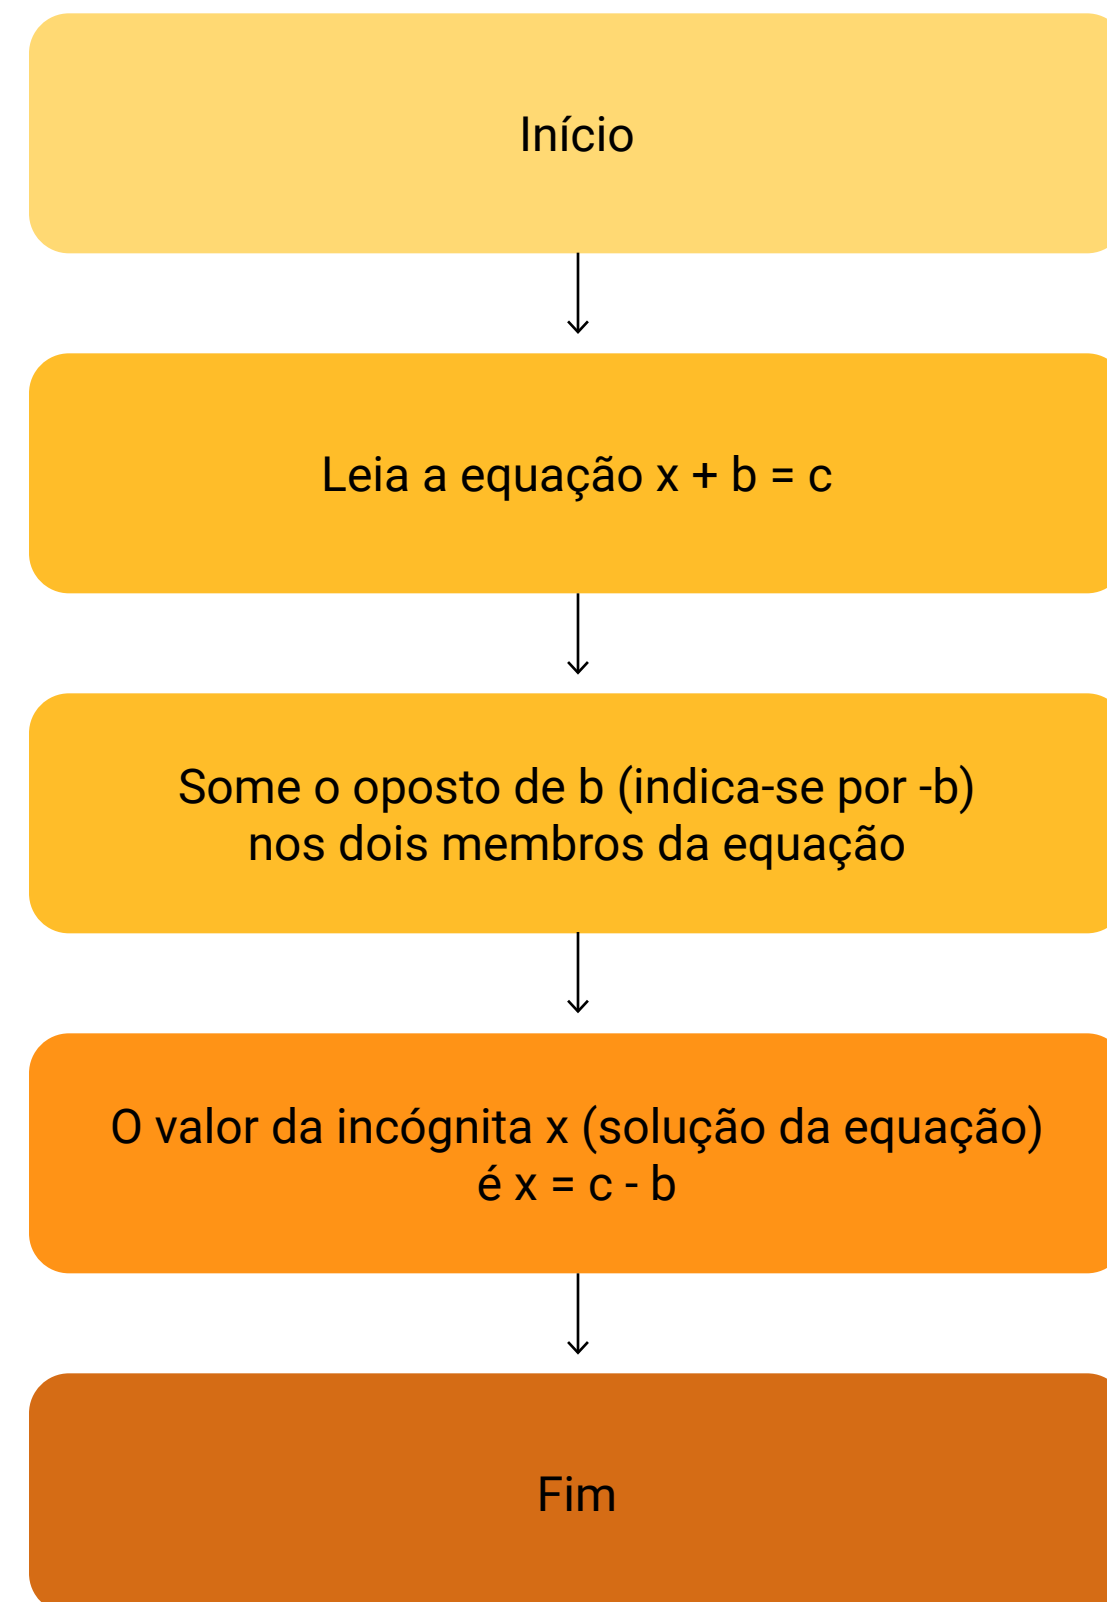 Início
Leia a equação x + b = c
Some o oposto de b (indica-se por -b)
nos dois membros da equação
O valor da incógnita x (solução da equação)
é x = c - b
Fim